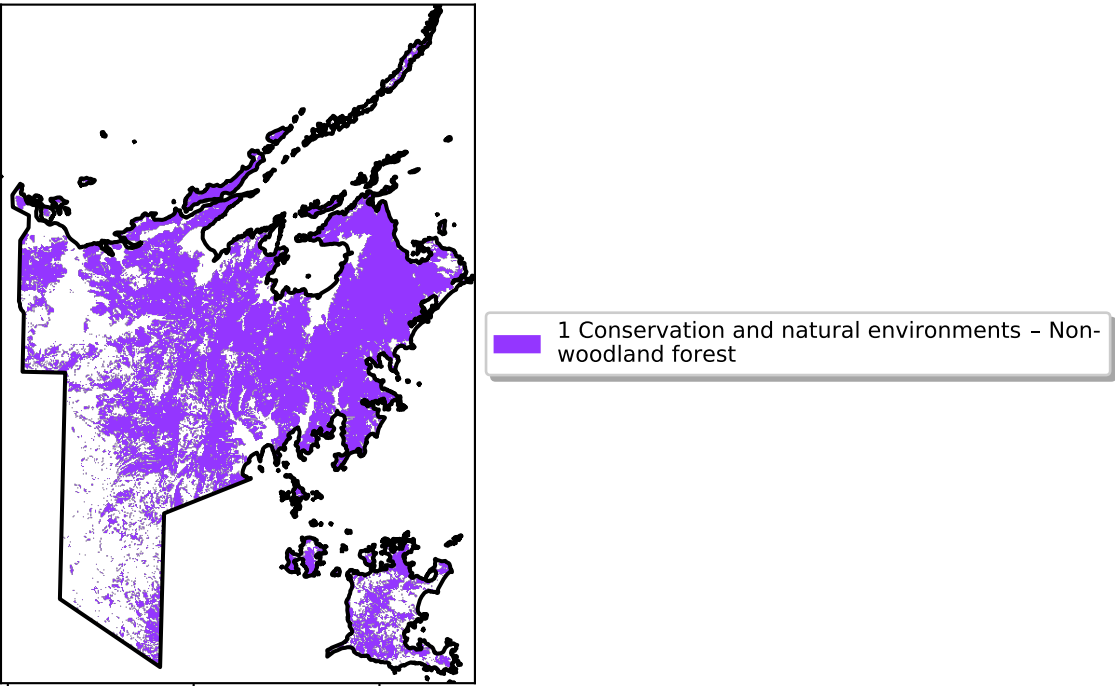 1 Conservation and natural environments – Non-
woodland forest